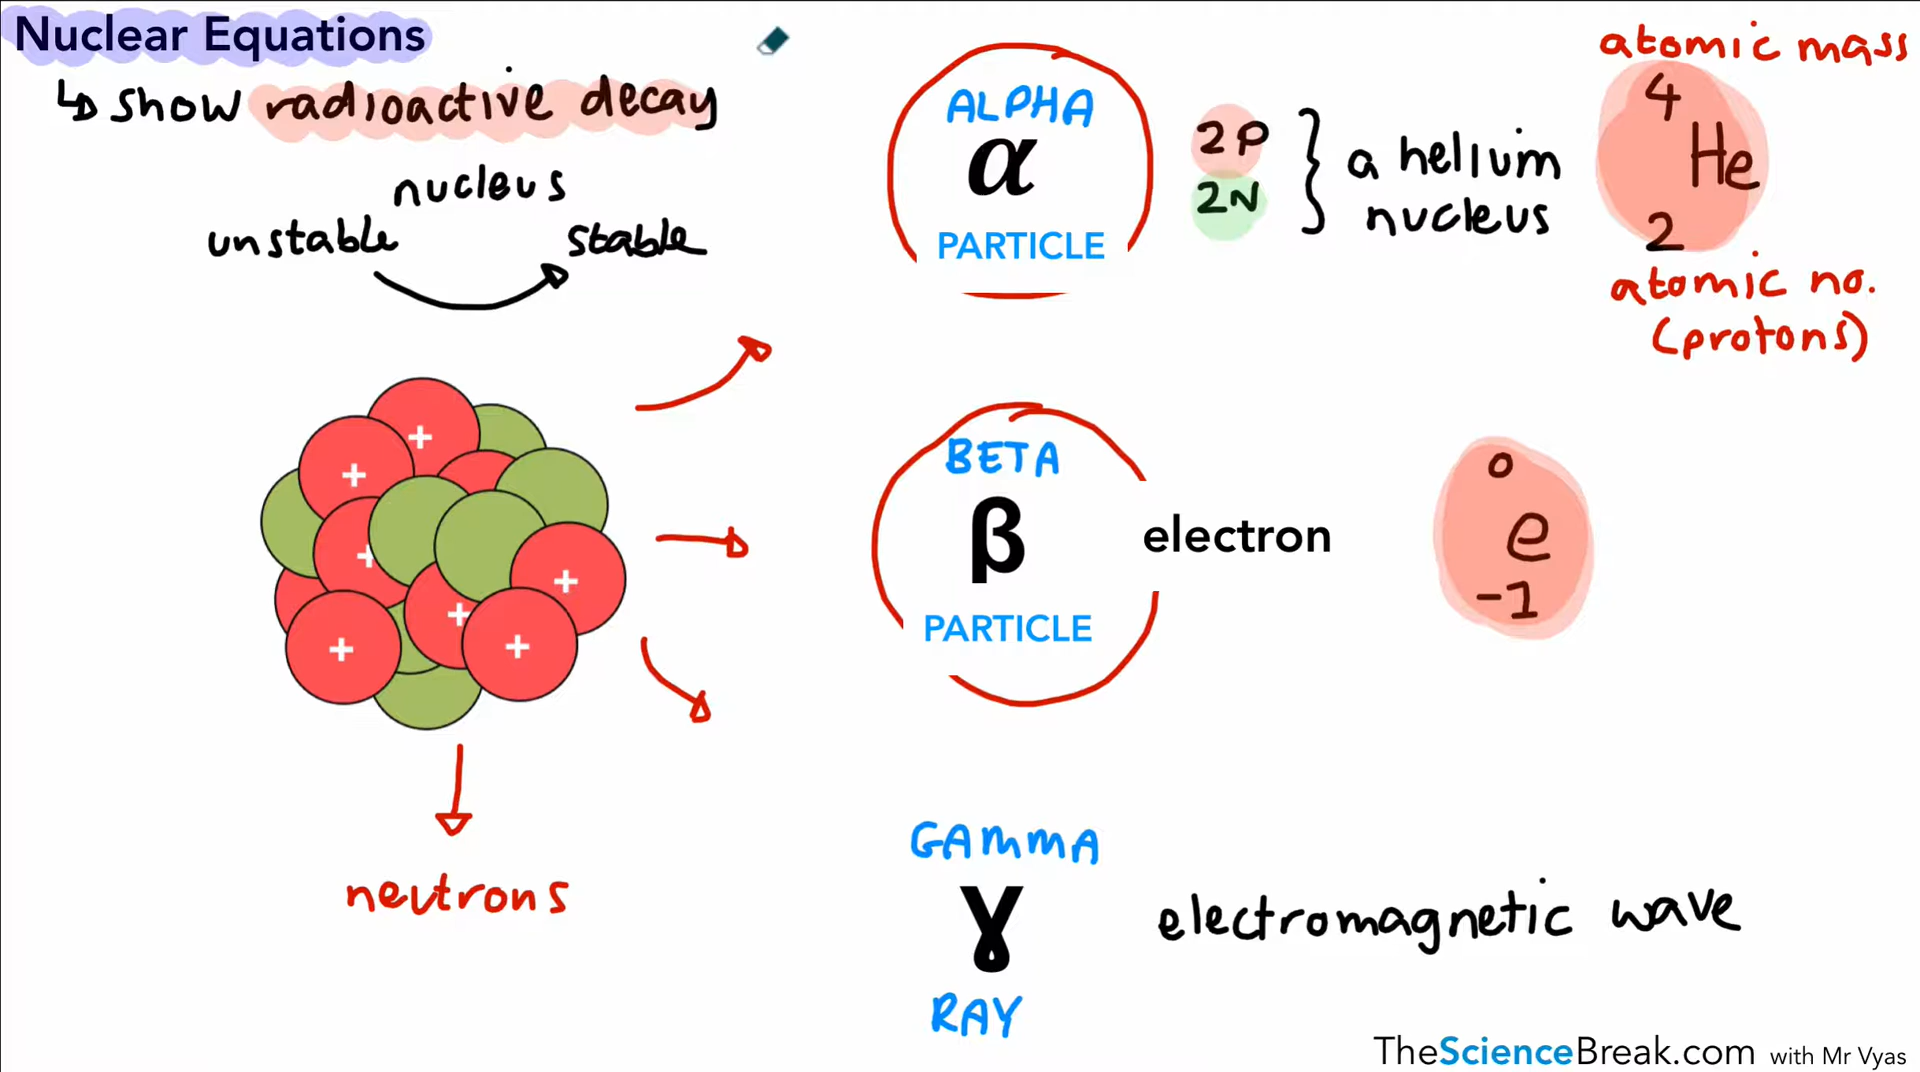 Nuclear Equations
↳ show radioactive decay
nucleus
unstable stable
+
+
+
+
+
+
+
neutrons
ALPHA
α
PARTICLE
2P
2N
a helium
nucleus
atomic mass
4
He
2
atomic no.
(protons)
BETA
β
PARTICLE
electron
0
e
-1
GAMMA
γ
RAY
electromagnetic wave
TheScienceBreak.com with Mr Vyas